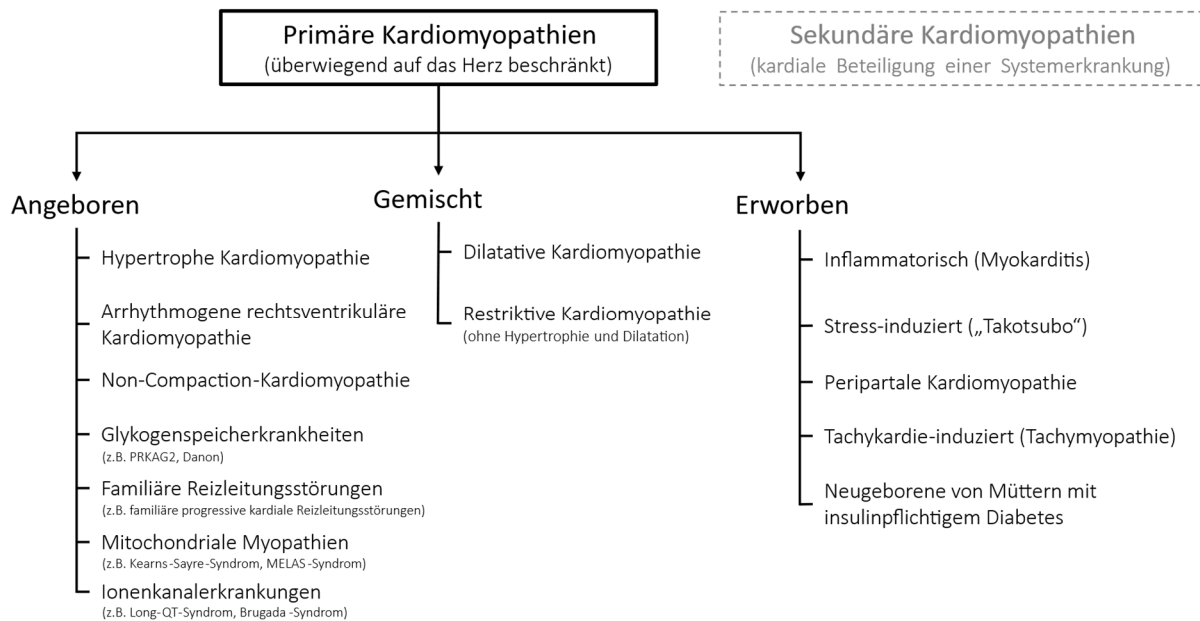 Primäre Kardiomyopathien
(überwiegend auf das Herz beschränkt)
Sekundäre Kardiomyopathien
(kardiale Beteiligung einer Systemerkrankung)
Angeboren
Hypertrophe Kardiomyopathie
Arrhythmogene rechtsventrikuläre
Kardiomyopathie
Non-Compaction-Kardiomyopathie
Glykogenspeicherkrankheiten
(z.B. PRKAG2, Danon)
Familiäre Reizleitungsstörungen
(z.B. familiäre progressive kardiale Reizleitungsstörungen)
Mitochondriale Myopathien
(z.B. Kearns-Sayre-Syndrom, MELAS-Syndrom)
Ionenkanalerkrankungen
(z.B. Long-QT-Syndrom, Brugada-Syndrom)
Gemischt
Dilatative Kardiomyopathie
Restriktive Kardiomyopathie
(ohne Hypertrophie und Dilatation)
Erworben
Inflammatorisch (Myokarditis)
Stress-induziert („Takotsubo“)
Peripartale Kardiomyopathie
Tachykardie-induziert (Tachymyopathie)
Neugeborene von Müttern mit
insulinpflichtigem Diabetes